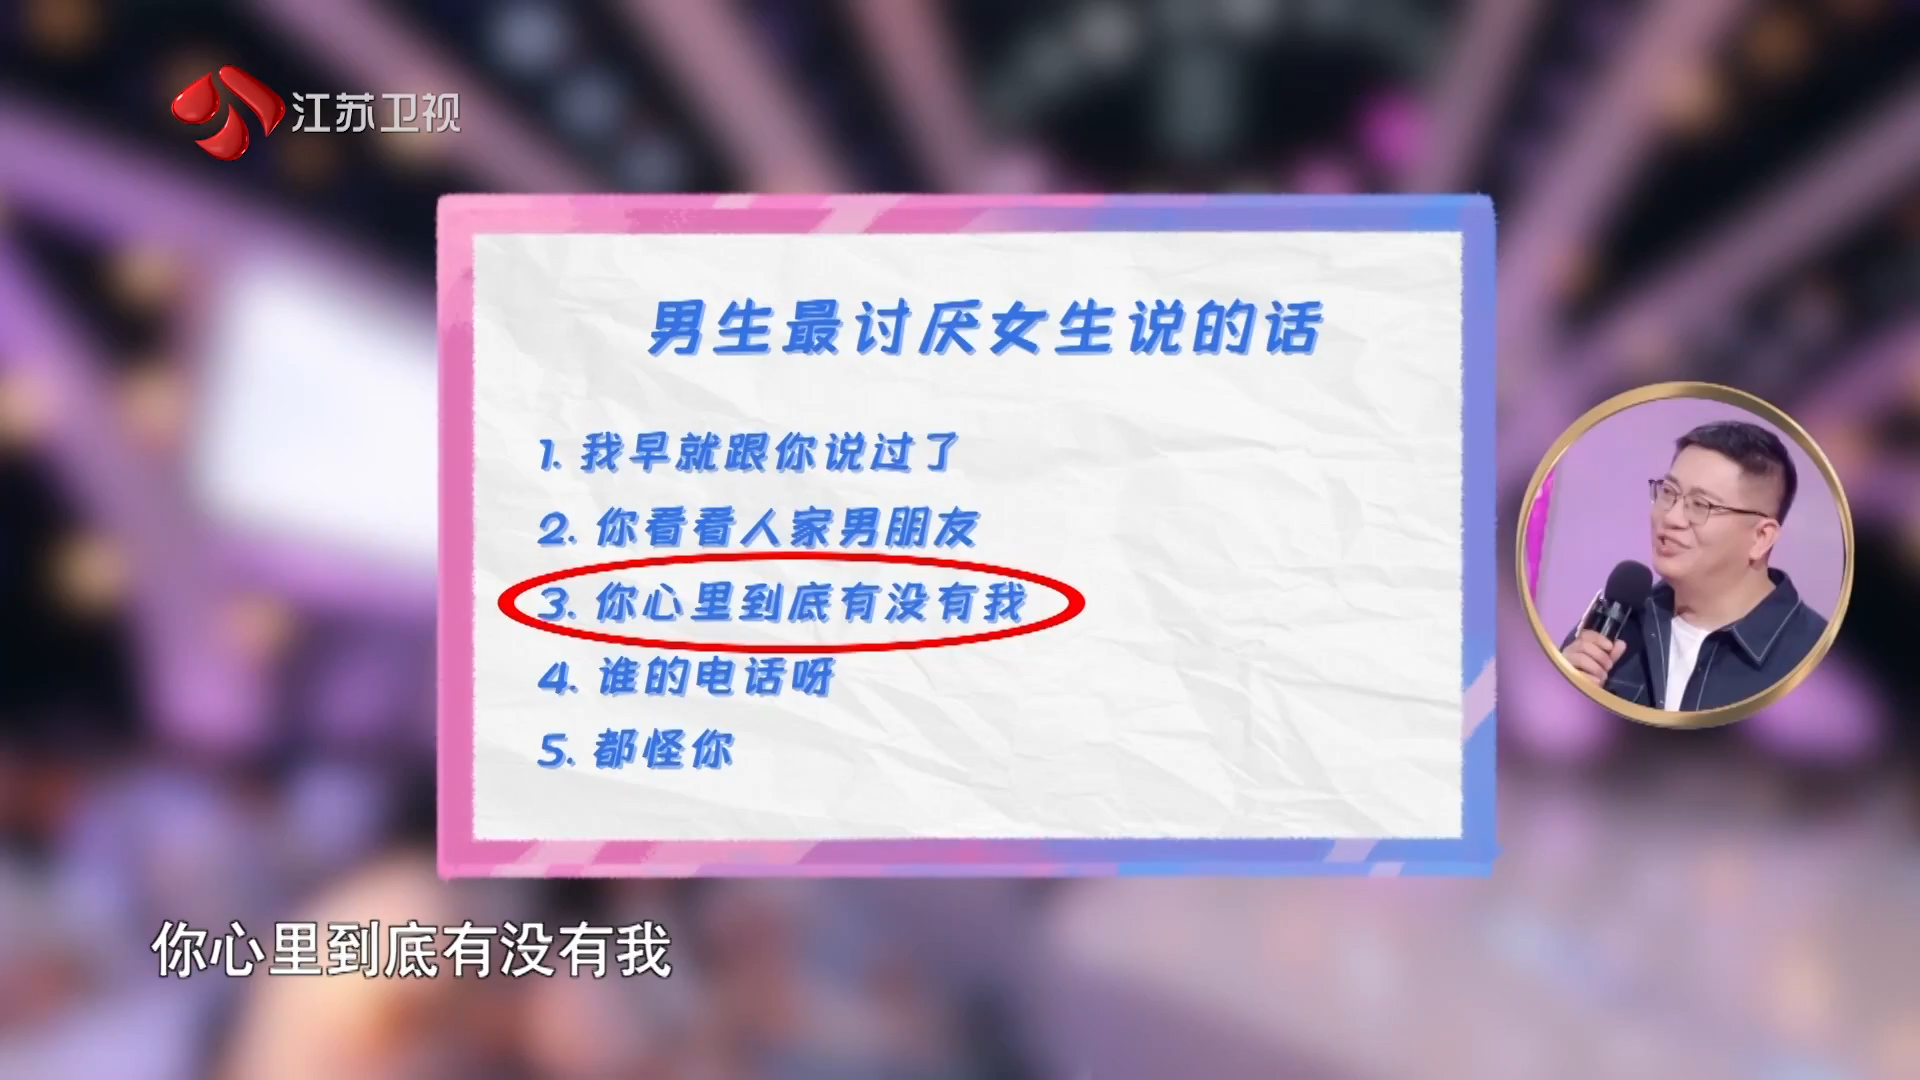 江苏卫视
男生最讨厌女生说的话
1. 我早就跟你说过了
2. 你看看人家男朋友
3. 你心里到底有没有我
4. 谁的电话呀
5. 都怪你
你心里到底有没有我